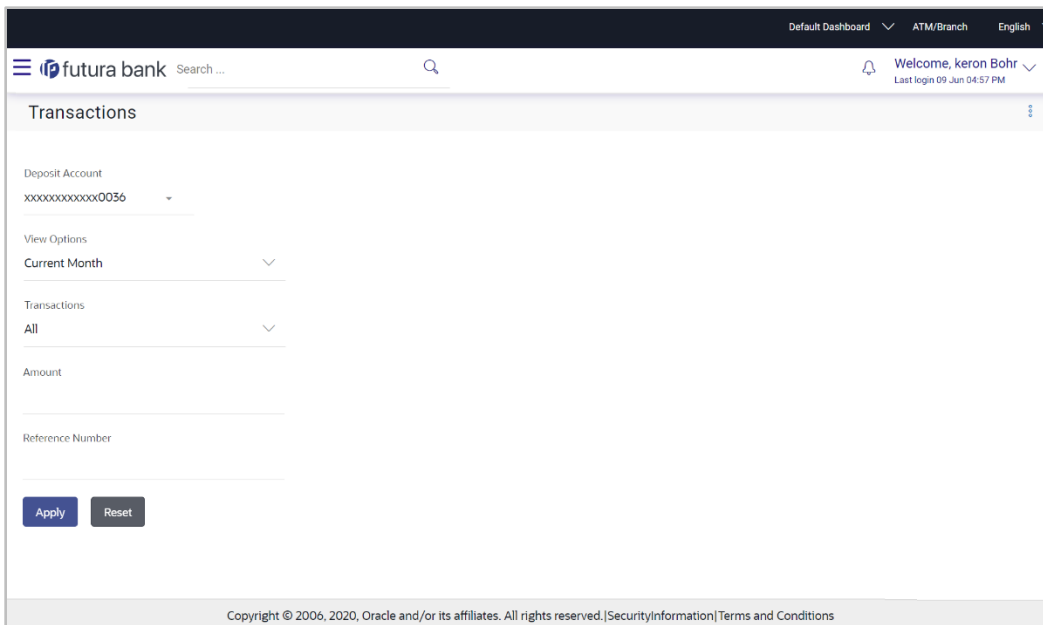 Default Dashboard ATM/Branch English
futura bank Search ... Welcome, keron Bohr
Last login 09 Jun 04:57 PM
Transactions
Deposit Account
xxxxxxxxxxxx0036
View Options
Current Month
Transactions
All
Amount
Reference Number
Apply Reset
Copyright © 2006, 2020, Oracle and/or its affiliates. All rights reserved.|SecurityInformation|Terms and Conditions